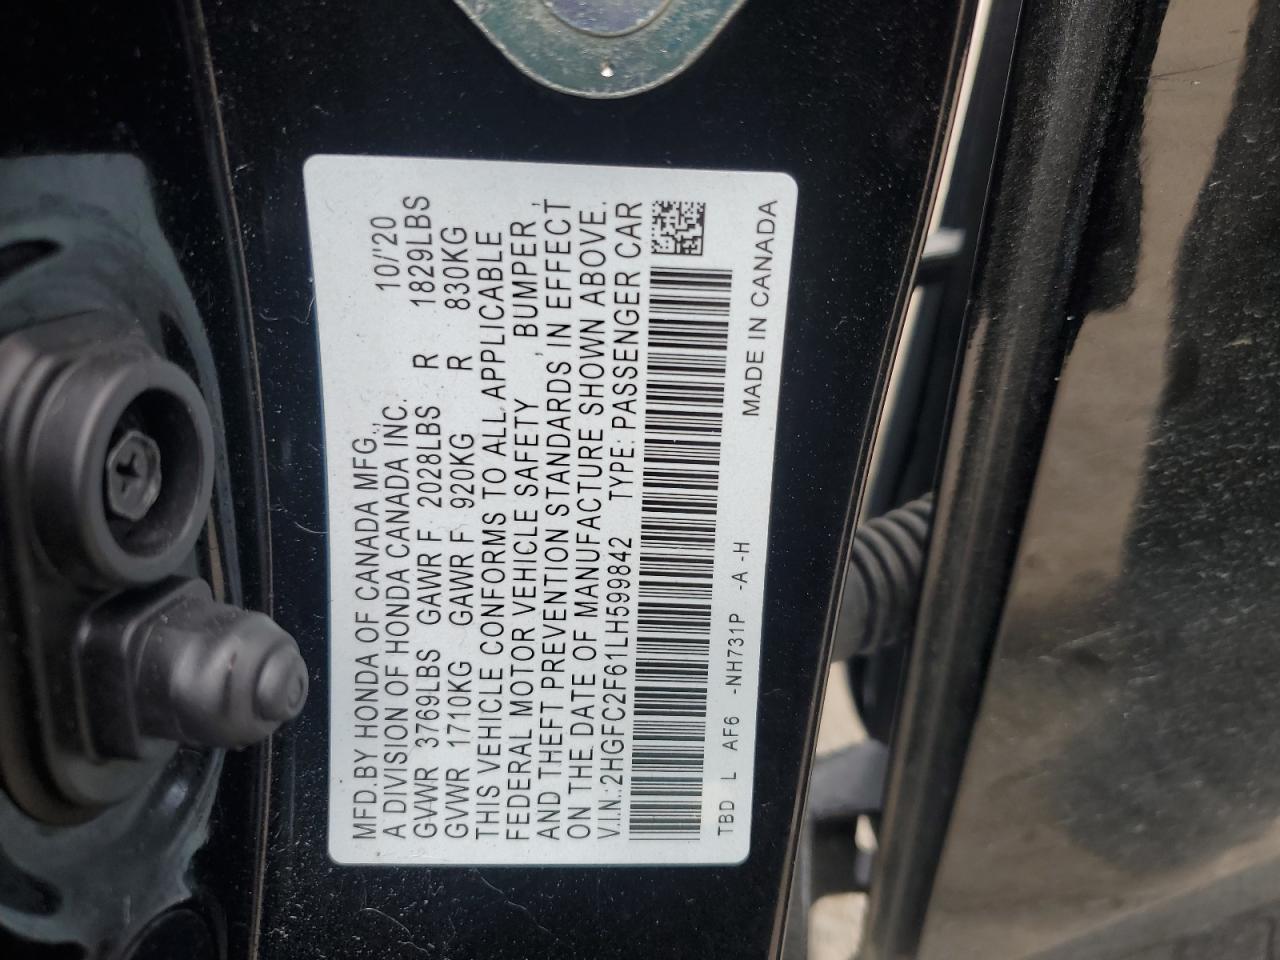 MFD.BY HONDA OF CANADA MFG., 10/'20
A DIVISION OF HONDA CANADA INC.
GVWR 3769LBS GAWR F 2028LBS R 1829LBS
GVWR 1710KG GAWR F 920KG R 830KG
THIS VEHICLE CONFORMS TO ALL APPLICABLE
FEDERAL MOTOR VEHICLE SAFETY , BUMPER ,
AND THEFT PREVENTION STANDARDS IN EFFECT
ON THE DATE OF MANUFACTURE SHOWN ABOVE.
V.I.N.:2HGFC2F61LH599842 TYPE: PASSENGER CAR
TBD L AF6 -NH731P -A -H MADE IN CANADA